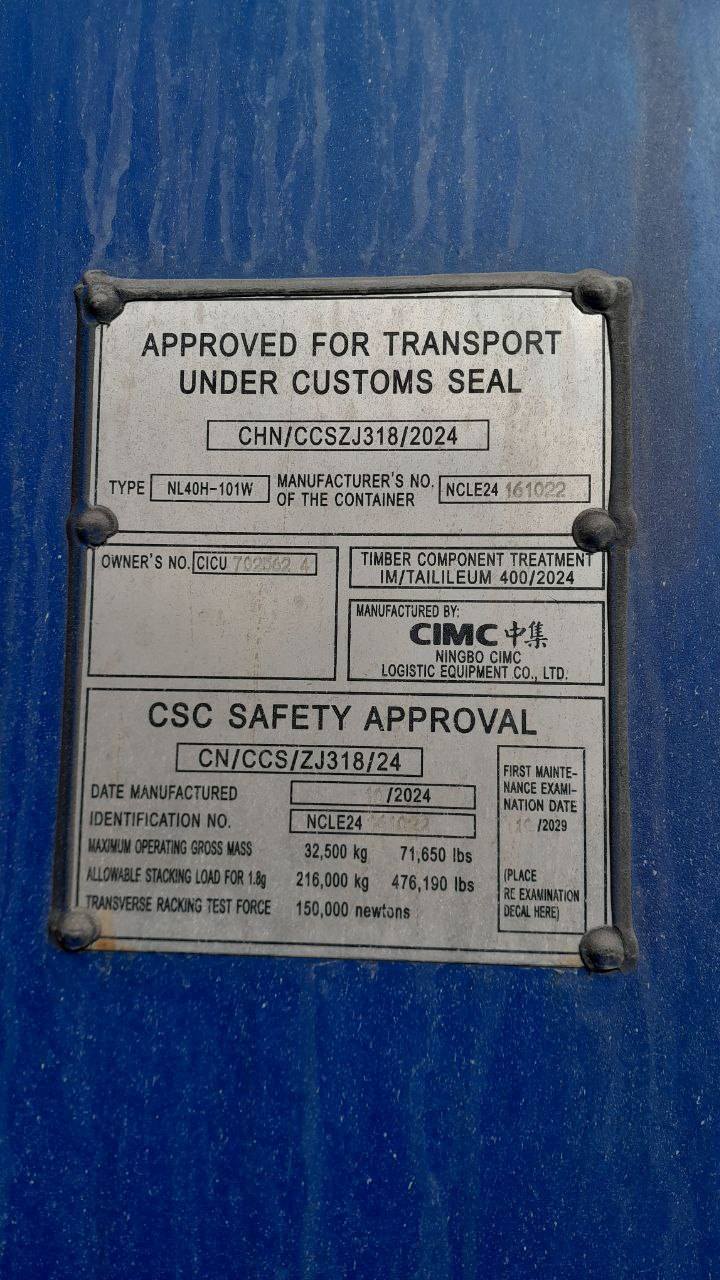 APPROVED FOR TRANSPORT
UNDER CUSTOMS SEAL
CHN/CCSZJ318/2024
TYPE NL40H-101W
MANUFACTURER'S NO.
OF THE CONTAINER
NCLE24 161022
OWNER'S NO. CICU
TIMBER COMPONENT TREATMENT
IM/TAILILEUM 400/2024
MANUFACTURED BY:
CIMC 中集
NINGBO CIMC
LOGISTIC EQUIPMENT CO., LTD.
CSC SAFETY APPROVAL
CN/CCS/ZJ318/24
DATE MANUFACTURED 10/2024
IDENTIFICATION NO. NCLE24
MAXIMUM OPERATING GROSS MASS 32,500 kg 71,650 lbs
ALLOWABLE STACKING LOAD FOR 1.8g 216,000 kg 476,190 lbs
TRANSVERSE RACKING TEST FORCE 150,000 newtons
FIRST MAINTE-
NANCE EXAMI-
NATION DATE
10 /2029
(PLACE
RE EXAMINATION
DECAL HERE)